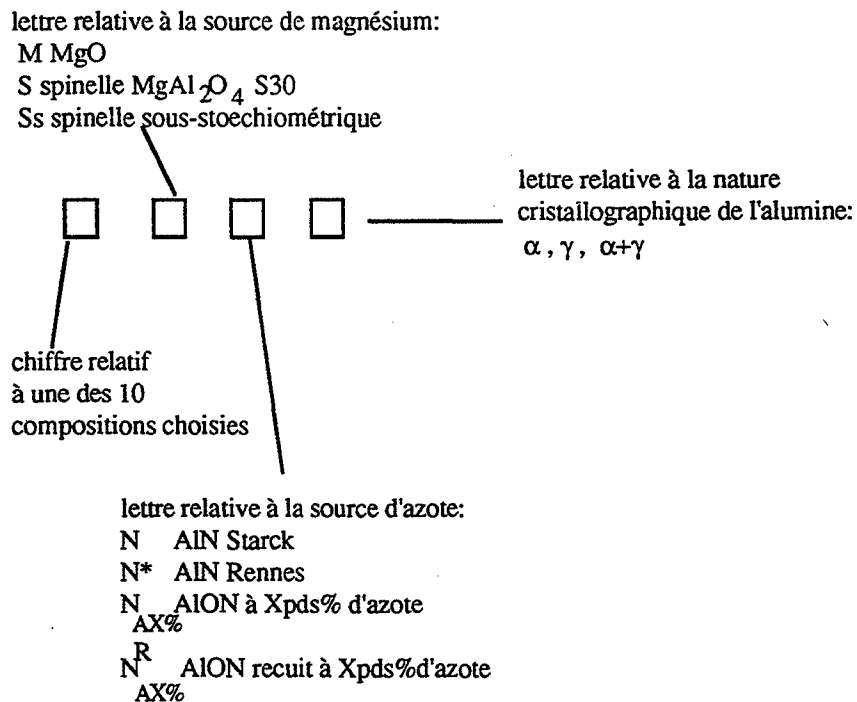 lettre relative à la source de magnésium:
M MgO
S spinelle MgAl2O4 S30
Ss spinelle sous-stoechiométrique
lettre relative à la nature
cristallographique de l'alumine:
α , γ, α+γ
chiffre relatif
à une des 10
compositions choisies
lettre relative à la source d'azote:
N AlN Starck
N* AlN Rennes
N AX% AlON à Xpds% d'azote
N R AX% AlON recuit à Xpds%d'azote